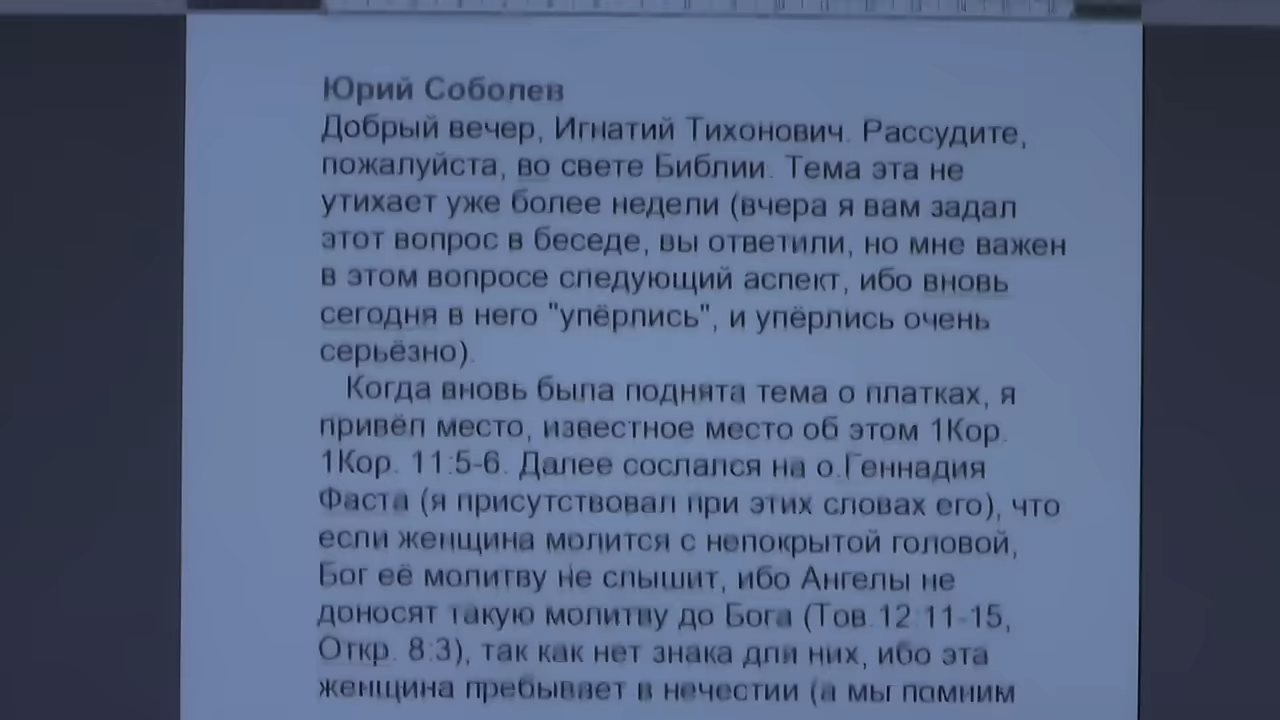 Юрий Соболев
Добрый вечер, Игнатий Тихонович. Рассудите,
пожалуйста, во свете Библии. Тема эта не
утихает уже более недели (вчера я вам задал
этот вопрос в беседе, вы ответили, но мне важен
в этом вопросе следующий аспект, ибо вновь
сегодня в него "упёрлись", и упёрлись очень
серьёзно).
Когда вновь была поднята тема о платках, я
привёл место, известное место об этом 1Кор.
1Кор. 11:5-6. Далее сослался на о.Геннадия
Фаста (я присутствовал при этих словах его), что
если женщина молится с непокрытой головой,
Бог её молитву не слышит, ибо Ангелы не
доносят такую молитву до Бога (Тов.12:11-15,
Откр. 8:3), так как нет знака для них, ибо эта
женщина пребывает в нечестии (а мы помним